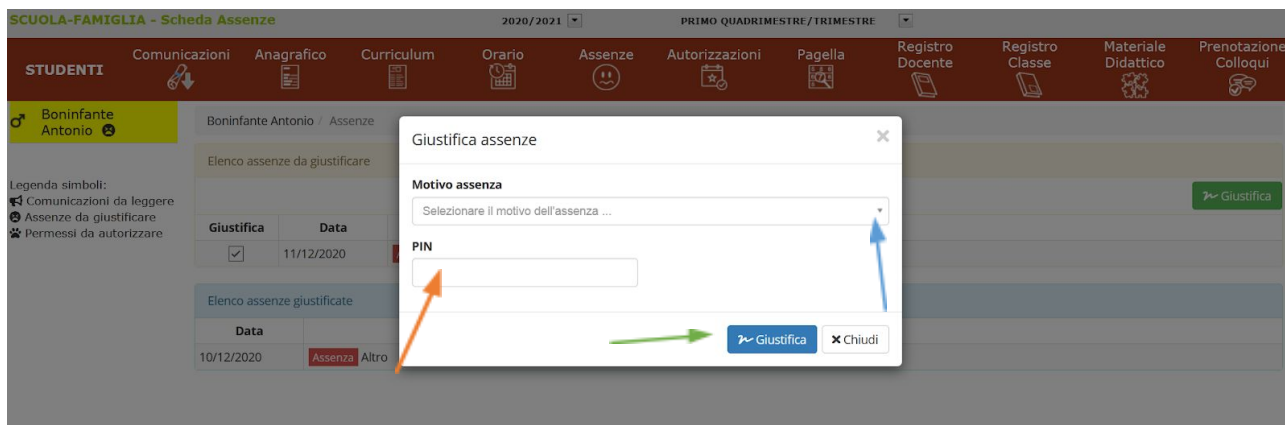 SCUOLA-FAMIGLIA - Scheda Assenze 2020/2021 PRIMO QUADRIMESTRE/TRIMESTRE
STUDENTI
Comunicazioni
Anagrafico
Curriculum
Orario
Assenze
Autorizzazioni
Pagella
Registro
Docente
Registro
Classe
Materiale
Didattico
Prenotazione
Colloqui
Boninfante
Antonio
Legenda simboli:
Comunicazioni da leggere
Assenze da giustificare
Permessi da autorizzare
Boninfante Antonio / Assenze
Elenco assenze da giustificare
Giustifica
Giustifica Data
11/12/2020
Elenco assenze giustificate
Data
10/12/2020 Assenza Altro
Giustifica assenze
Motivo assenza
Selezionare il motivo dell'assenza ...
PIN
Giustifica Chiudi